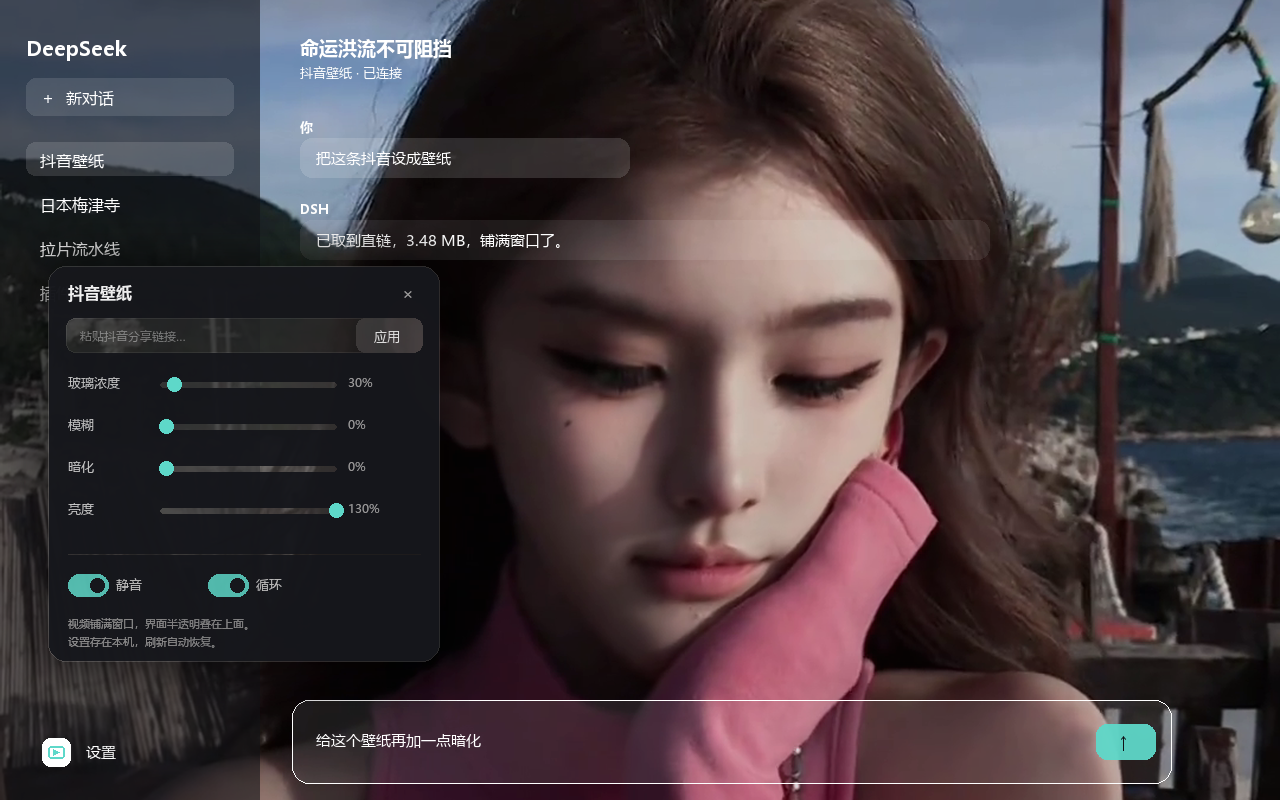 DeepSeek
+ 新对话
抖音壁纸
日本梅津寺
拉片流水线
命运洪流不可阻挡
抖音壁纸 · 已连接
你
把这条抖音设成壁纸
DSH
已取到直链，3.48 MB，铺满窗口了。
抖音壁纸
×
粘贴抖音分享链接...
应用
玻璃浓度 30%
模糊 0%
暗化 0%
亮度 130%
静音 循环
视频铺满窗口，界面半透明叠在上面。
设置存在本机，刷新自动恢复。
给这个壁纸再加一点暗化
↑
设置